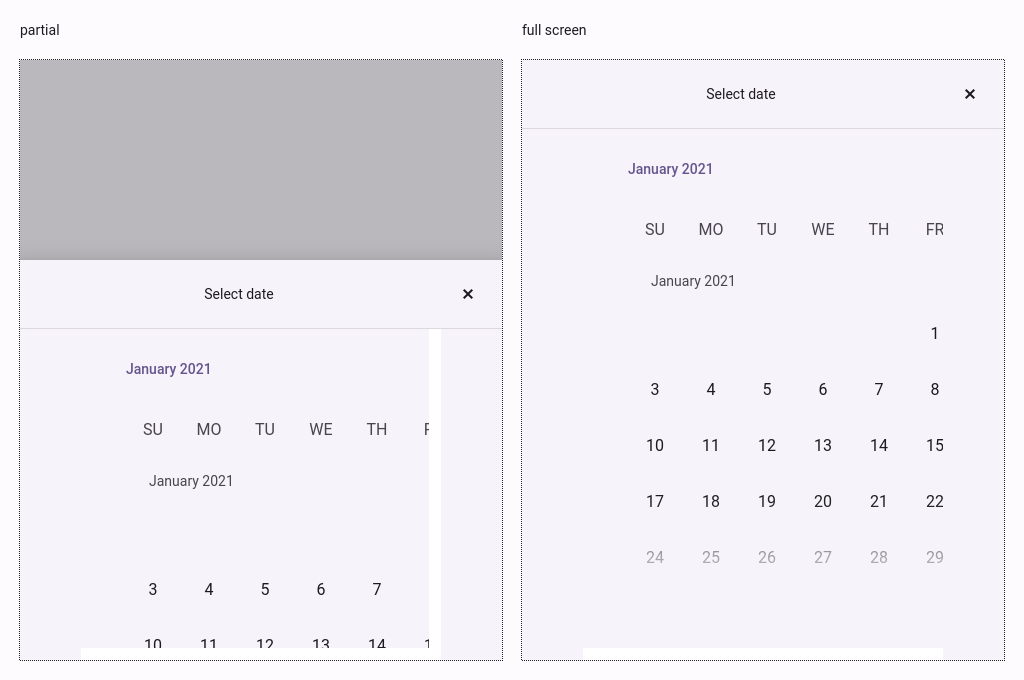 partial
Select date
January 2021
SU MO TU WE TH
January 2021
3 4 5 6 7
10 11 12 13 14
full screen
Select date
January 2021
SU MO TU WE TH FR
January 2021
1
3 4 5 6 7 8
10 11 12 13 14 15
17 18 19 20 21 22
24 25 26 27 28 29